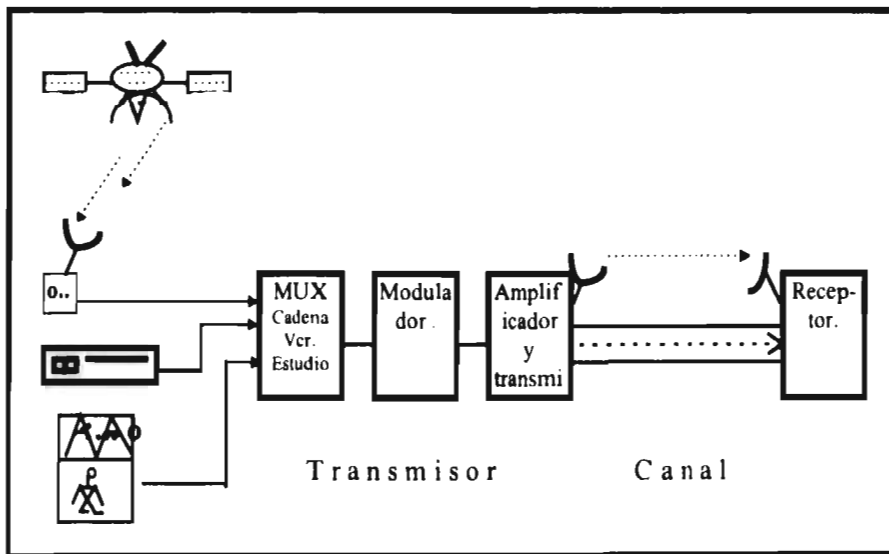 o..
MUX
Cadena
Vcr.
Estudio
Modula
dor .
Amplif
icador
y
transmi
Recep-
tor.
Transmisor
Canal